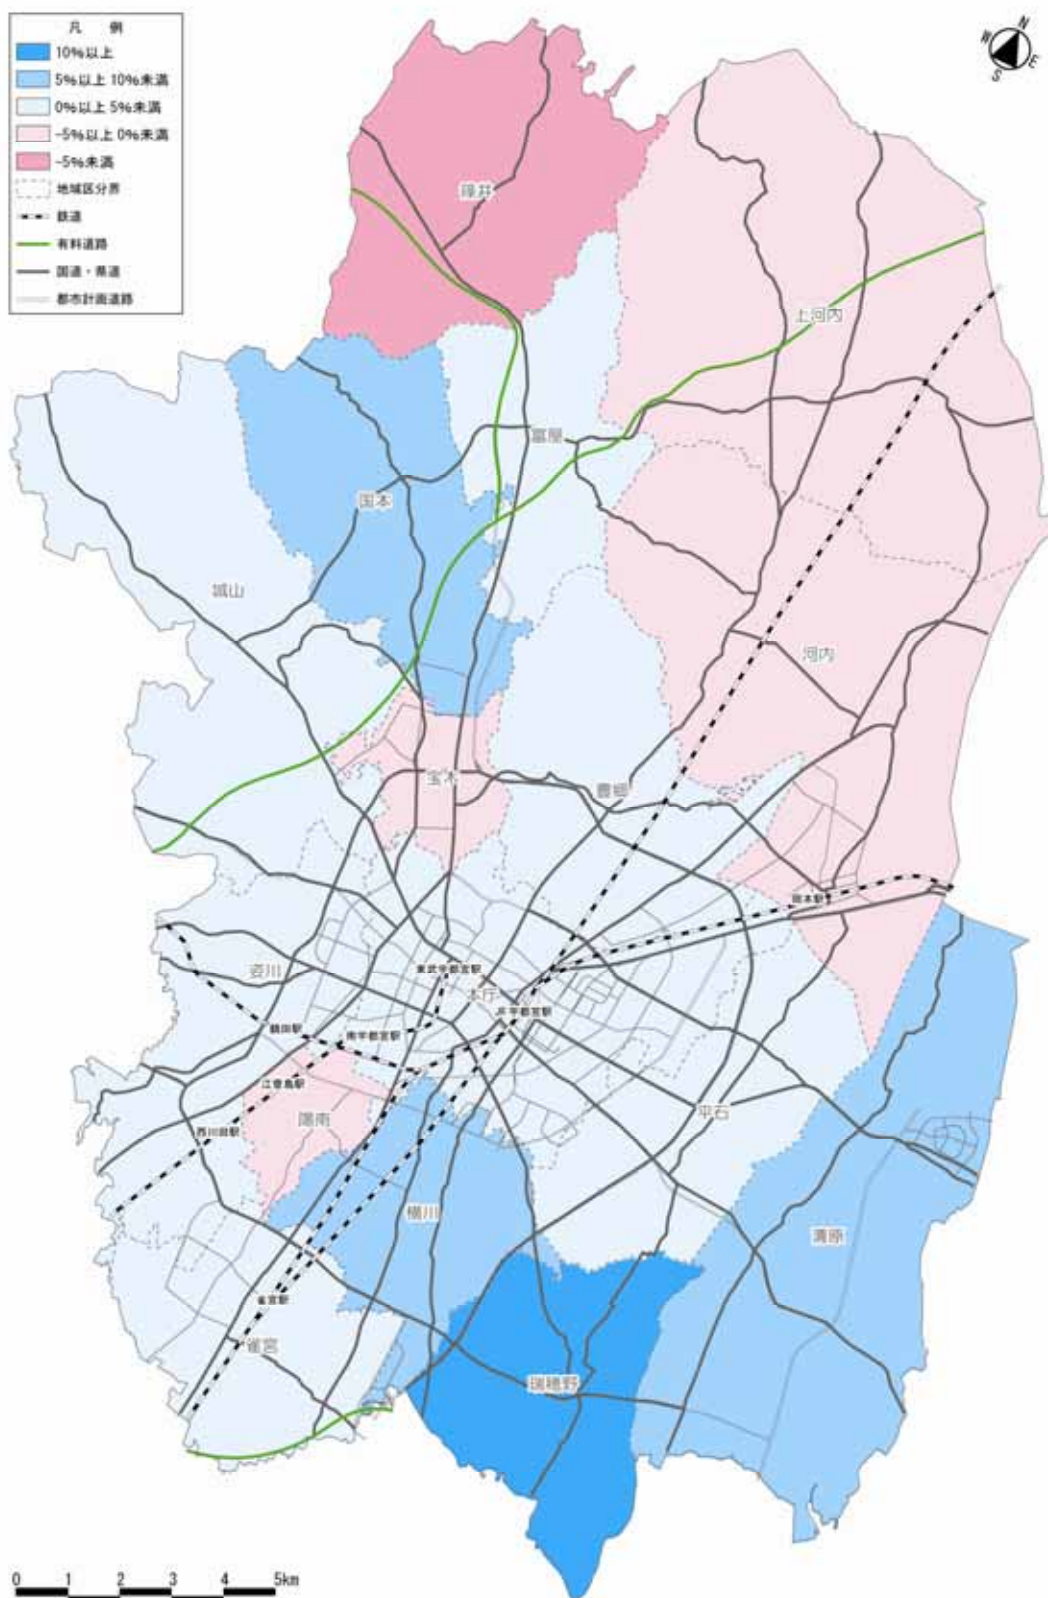 凡 例
10%以上
5%以上 10%未満
0%以上 5%未満
-5%以上 0%未満
-5%未満
地域区分界
鉄道
有料道路
国道・県道
都市計画道路
N
W
E
S
篠井
上河内
富屋
国本
城山
河内
宝木
豊郷
岡本駅
姿川
東武宇都宮駅
本庁
JR宇都宮駅
鶴田駅
南宇都宮駅
江曽島駅
陽南
西川田駅
平石
横川
清原
雀宮駅
雀宮
瑞穂野
0 1 2 3 4 5km